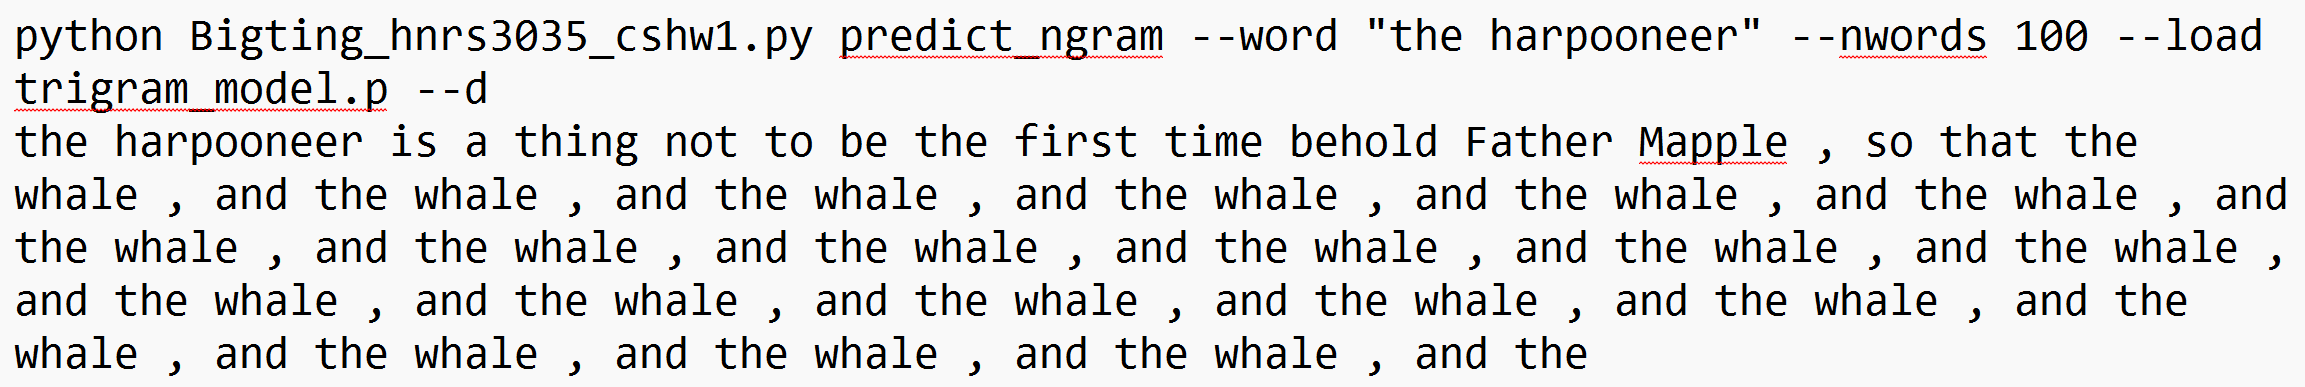 python Bigting_hnrs3035_cshw1.py predict_ngram --word "the harpooneer" --nwords 100 --load
trigram_model.p --d
the harpooneer is a thing not to be the first time behold Father Mapple , so that the
whale , and the whale , and the whale , and the whale , and the whale , and the whale , and
the whale , and the whale , and the whale , and the whale , and the whale , and the whale ,
and the whale , and the whale , and the whale , and the whale , and the whale , and the
whale , and the whale , and the whale , and the whale , and the